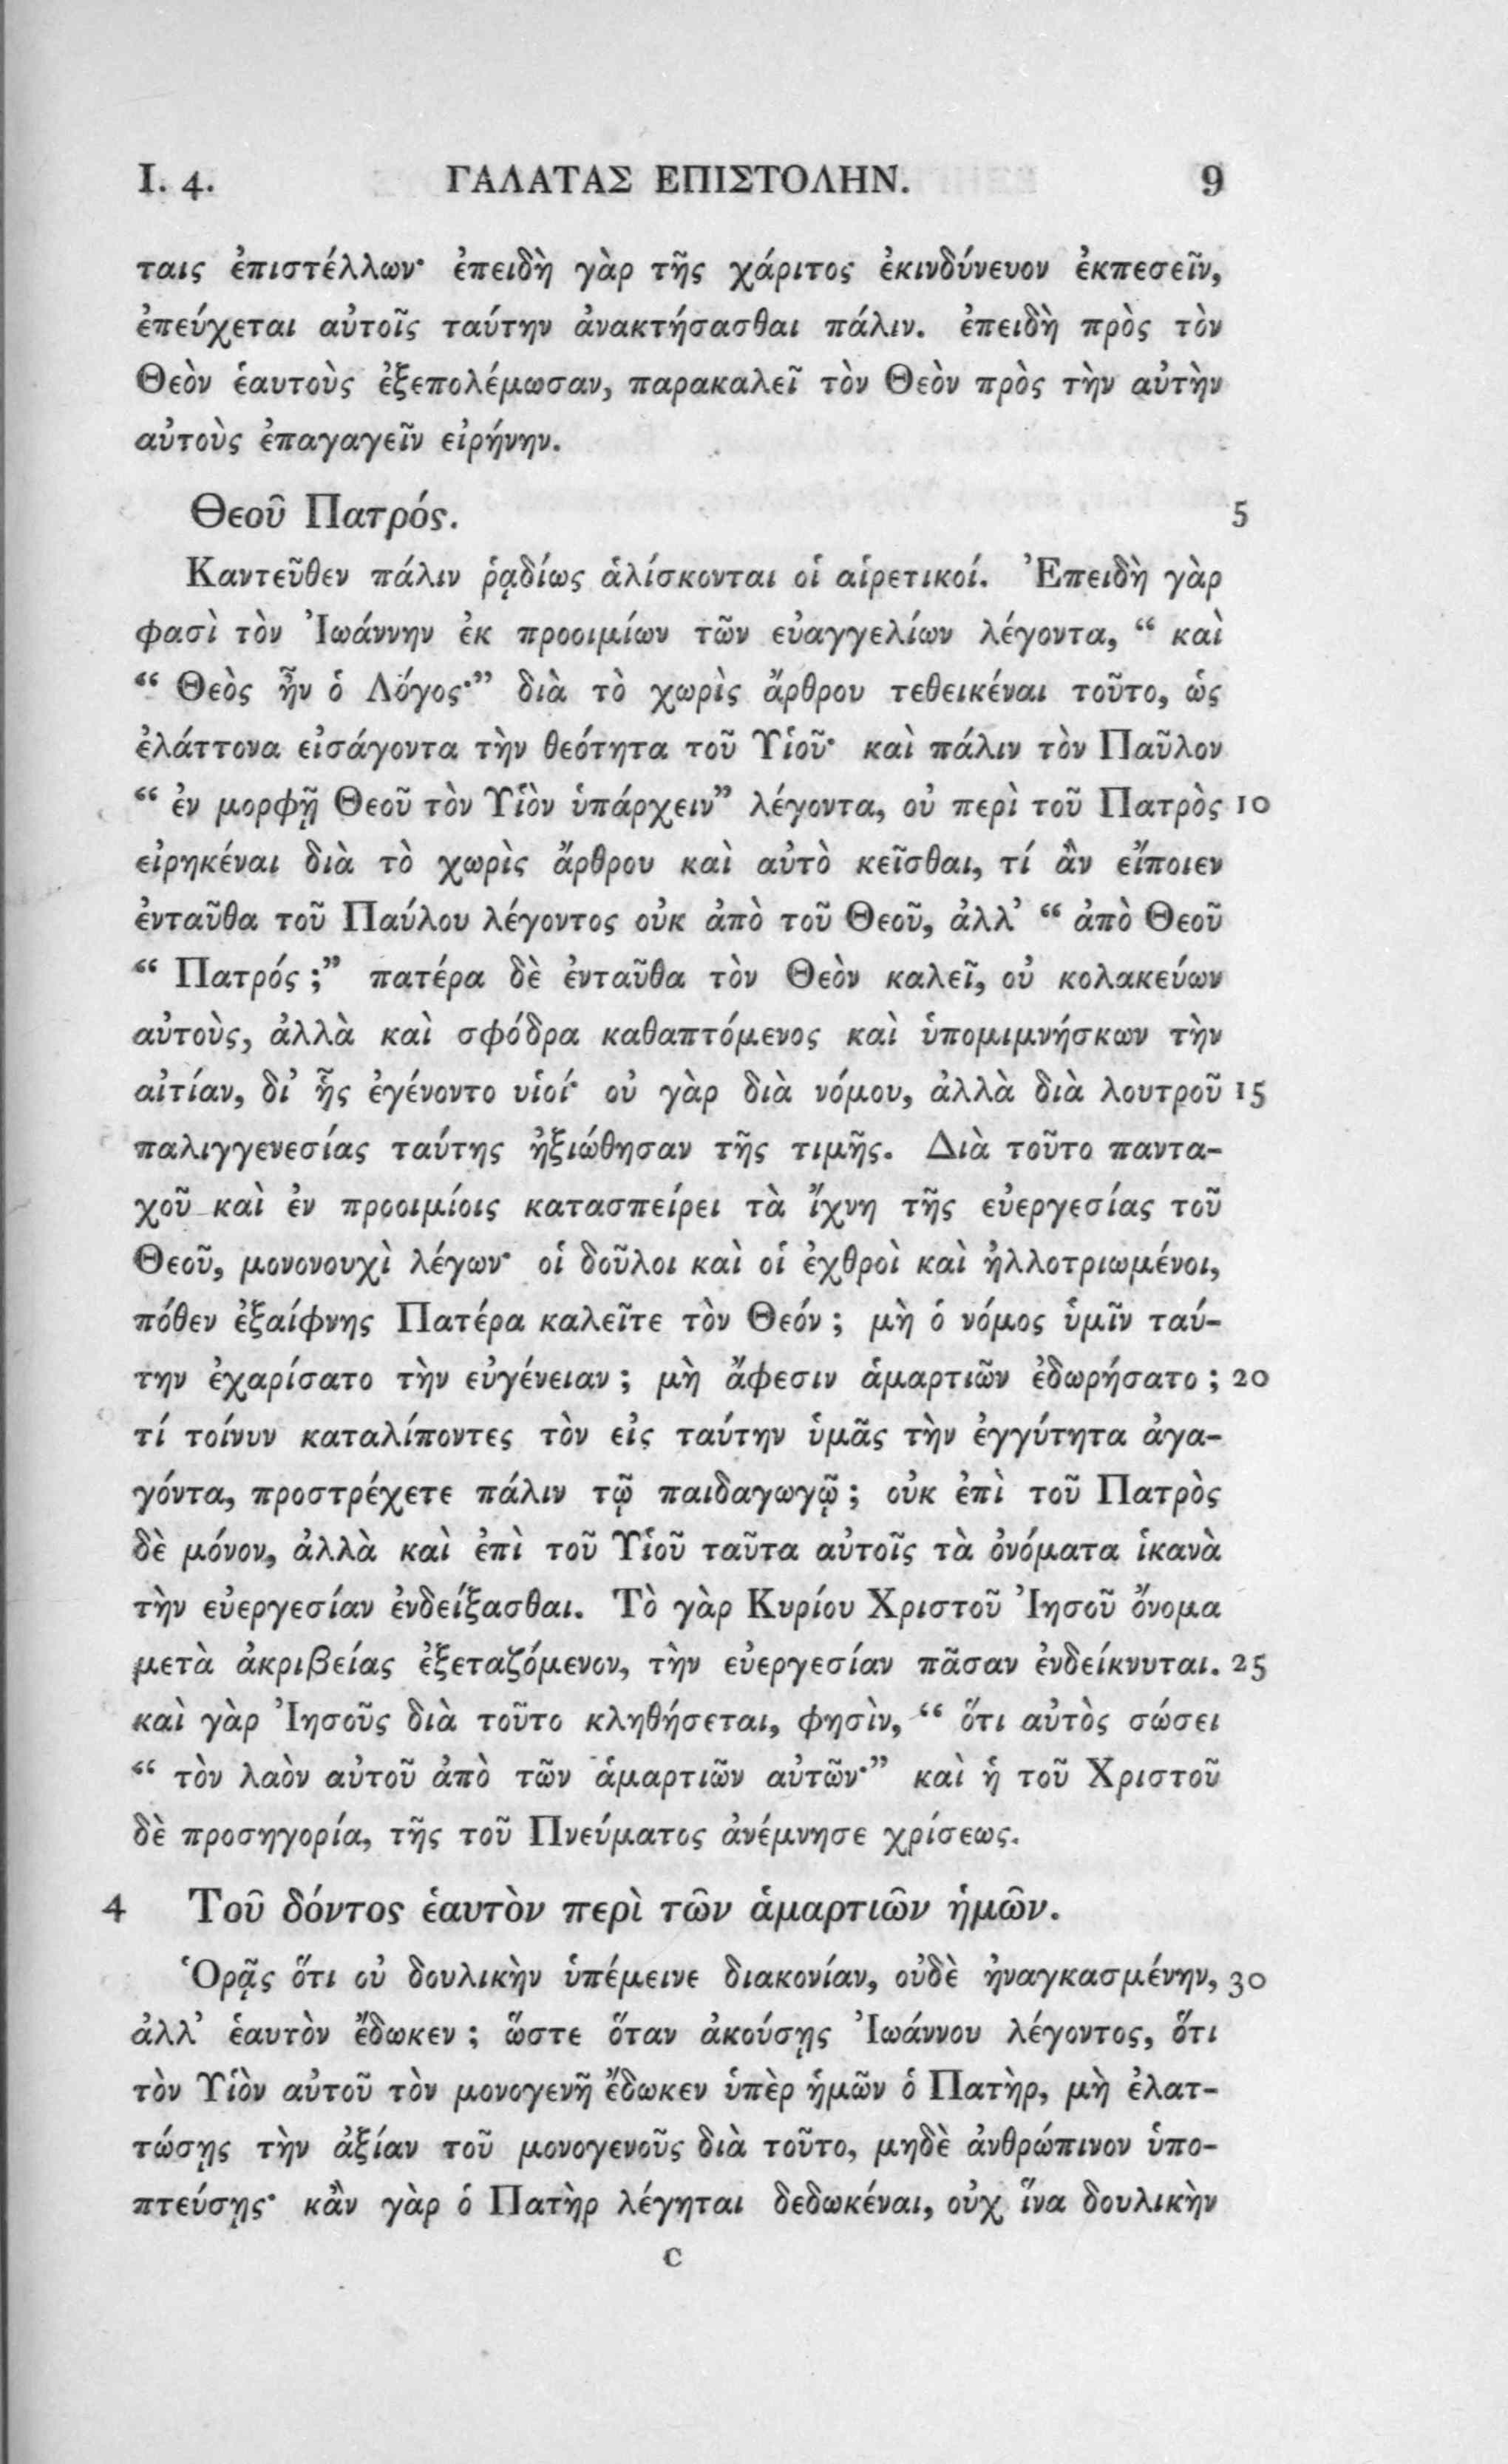 I. 4. ΓΑΛΑΤΑΣ ΕΠΙΣΤΟΛΗΝ. 9
ταις ἐπιστέλλων· ἐπειδὴ γὰρ τῆς χάριτος ἐκινδύνευον ἐκπεσεῖν,
ἐπεύχεται αὐτοῖς ταύτην ἀνακτήσασθαι πάλιν. ἐπειδὴ πρὸς τὸν
Θεὸν ἑαυτοὺς ἐξεπολέμωσαν, παρακαλεῖ τὸν Θεὸν πρὸς τὴν αὐτὴν
αὐτοὺς ἐπαγαγεῖν εἰρήνην.
Θεοῦ Πατρός. 5
Καντεῦθεν πάλιν ῥᾳδίως ἁλίσκονται οἱ αἱρετικοί. Ἐπειδὴ γὰρ
φασὶ τὸν Ἰωάννην ἐκ προοιμίων τῶν εὐαγγελίων λέγοντα, “ καὶ
“ Θεὸς ἦν ὁ Λόγος·” διὰ τὸ χωρὶς ἄρθρου τεθεικέναι τοῦτο, ὡς
ἐλάττονα εἰσάγοντα τὴν θεότητα τοῦ Υἱοῦ· καὶ πάλιν τὸν Παῦλον
“ ἐν μορφῇ Θεοῦ τὸν Υἱὸν ὑπάρχειν” λέγοντα, οὐ περὶ τοῦ Πατρὸς 10
εἰρηκέναι διὰ τὸ χωρὶς ἄρθρου καὶ αὐτὸ κεῖσθαι, τί ἂν εἴποιεν
ἐνταῦθα τοῦ Παύλου λέγοντος οὐκ ἀπὸ τοῦ Θεοῦ, ἀλλ’ “ ἀπὸ Θεοῦ
“ Πατρός ;” πατέρα δὲ ἐνταῦθα τὸν Θεὸν καλεῖ, οὐ κολακεύων
αὐτοὺς, ἀλλὰ καὶ σφόδρα καθαπτόμενος καὶ ὑπομιμνήσκων τὴν
αἰτίαν, δι’ ἧς ἐγένοντο υἱοί· οὐ γὰρ διὰ νόμου, ἀλλὰ διὰ λουτροῦ 15
παλιγγενεσίας ταύτης ἠξιώθησαν τῆς τιμῆς. Διὰ τοῦτο παντα-
χοῦ καὶ ἐν προοιμίοις κατασπείρει τὰ ἴχνη τῆς εὐεργεσίας τοῦ
Θεοῦ, μονονουχὶ λέγων· οἱ δοῦλοι καὶ οἱ ἐχθροὶ καὶ ἠλλοτριωμένοι,
πόθεν ἐξαίφνης Πατέρα καλεῖτε τὸν Θεόν ; μὴ ὁ νόμος ὑμῖν ταύ-
την ἐχαρίσατο τὴν εὐγένειαν ; μὴ ἄφεσιν ἁμαρτιῶν ἐδωρήσατο ; 20
τί τοίνυν καταλίποντες τὸν εἰς ταύτην ὑμᾶς τὴν ἐγγύτητα ἀγα-
γόντα, προστρέχετε πάλιν τῷ παιδαγωγῷ ; οὐκ ἐπὶ τοῦ Πατρὸς
δὲ μόνον, ἀλλὰ καὶ ἐπὶ τοῦ Υἱοῦ ταῦτα αὐτοῖς τὰ ὀνόματα ἱκανὰ
τὴν εὐεργεσίαν ἐνδείξασθαι. Τὸ γὰρ Κυρίου Χριστοῦ Ἰησοῦ ὄνομα
μετὰ ἀκριβείας ἐξεταζόμενον, τὴν εὐεργεσίαν πᾶσαν ἐνδείκνυται. 25
καὶ γὰρ Ἰησοῦς διὰ τοῦτο κληθήσεται, φησὶν, “ ὅτι αὐτὸς σώσει
“ τὸν λαὸν αὐτοῦ ἀπὸ τῶν ἁμαρτιῶν αὐτῶν·” καὶ ἡ τοῦ Χριστοῦ
δὲ προσηγορία, τῆς τοῦ Πνεύματος ἀνέμνησε χρίσεως.
4 Τοῦ δόντος ἑαυτὸν περὶ τῶν ἁμαρτιῶν ἡμῶν.
Ὁρᾷς ὅτι οὐ δουλικὴν ὑπέμεινε διακονίαν, οὐδὲ ἠναγκασμένην, 30
ἀλλ’ ἑαυτὸν ἔδωκεν ; ὥστε ὅταν ἀκούσῃς Ἰωάννου λέγοντος, ὅτι
τὸν Υἱὸν αὐτοῦ τὸν μονογενῆ ἔδωκεν ὑπὲρ ἡμῶν ὁ Πατὴρ, μὴ ἐλατ-
τώσῃς τὴν ἀξίαν τοῦ μονογενοῦς διὰ τοῦτο, μηδὲ ἀνθρώπινον ὑπο-
πτεύσῃς· κἂν γὰρ ὁ Πατὴρ λέγηται δεδωκέναι, οὐχ ἵνα δουλικὴν
C